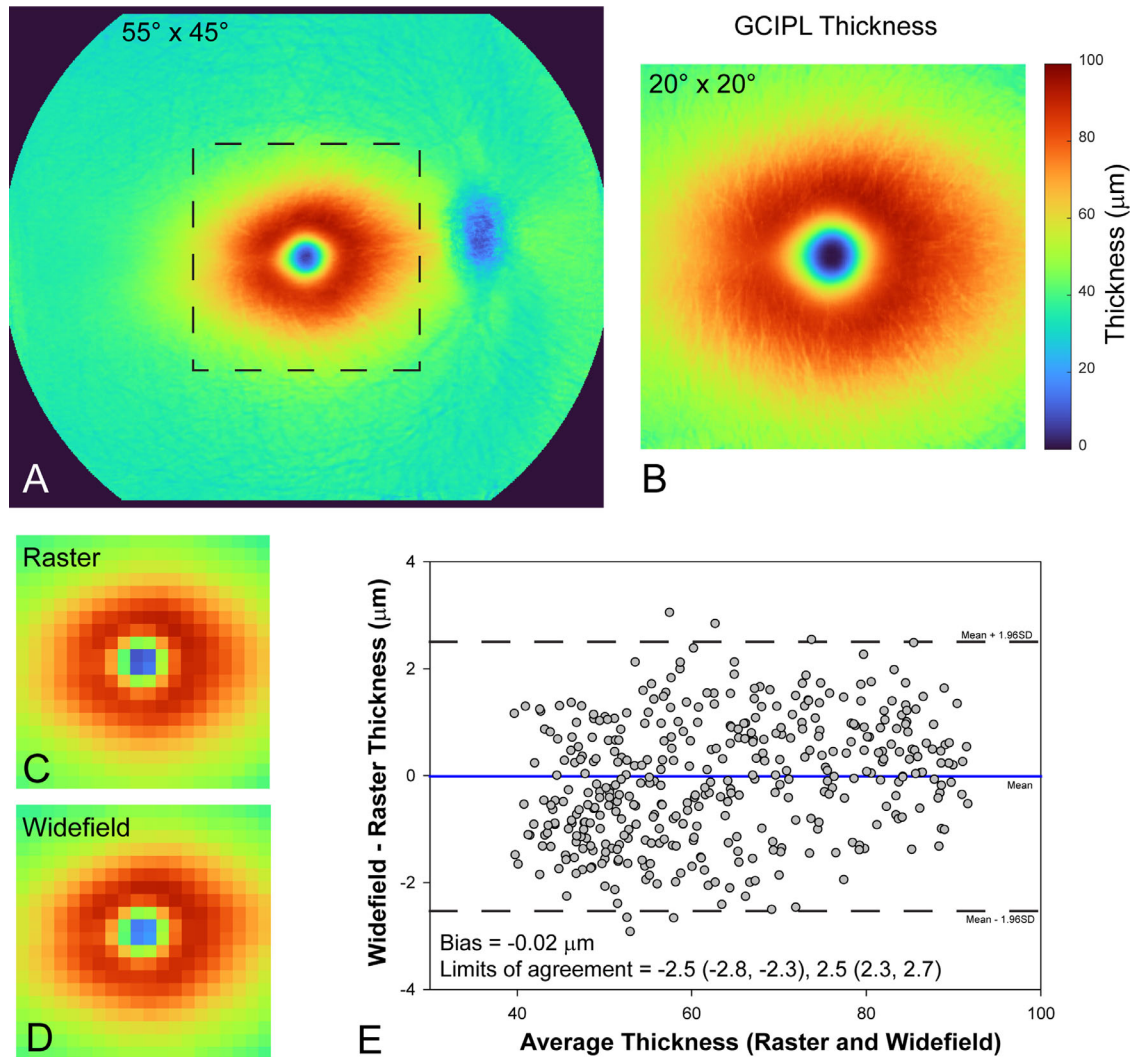 55° x 45°
A
GCIPL Thickness
20° x 20°
B
100
80
60
40
20
0
Thickness (μm)
Raster
C
Widefield
D
E
Widefield - Raster Thickness (μm)
4
2
0
-2
-4
Mean + 1.96SD
Mean
Mean - 1.96SD
Bias = -0.02 μm
Limits of agreement = -2.5 (-2.8, -2.3), 2.5 (2.3, 2.7)
40 60 80 100
Average Thickness (Raster and Widefield)